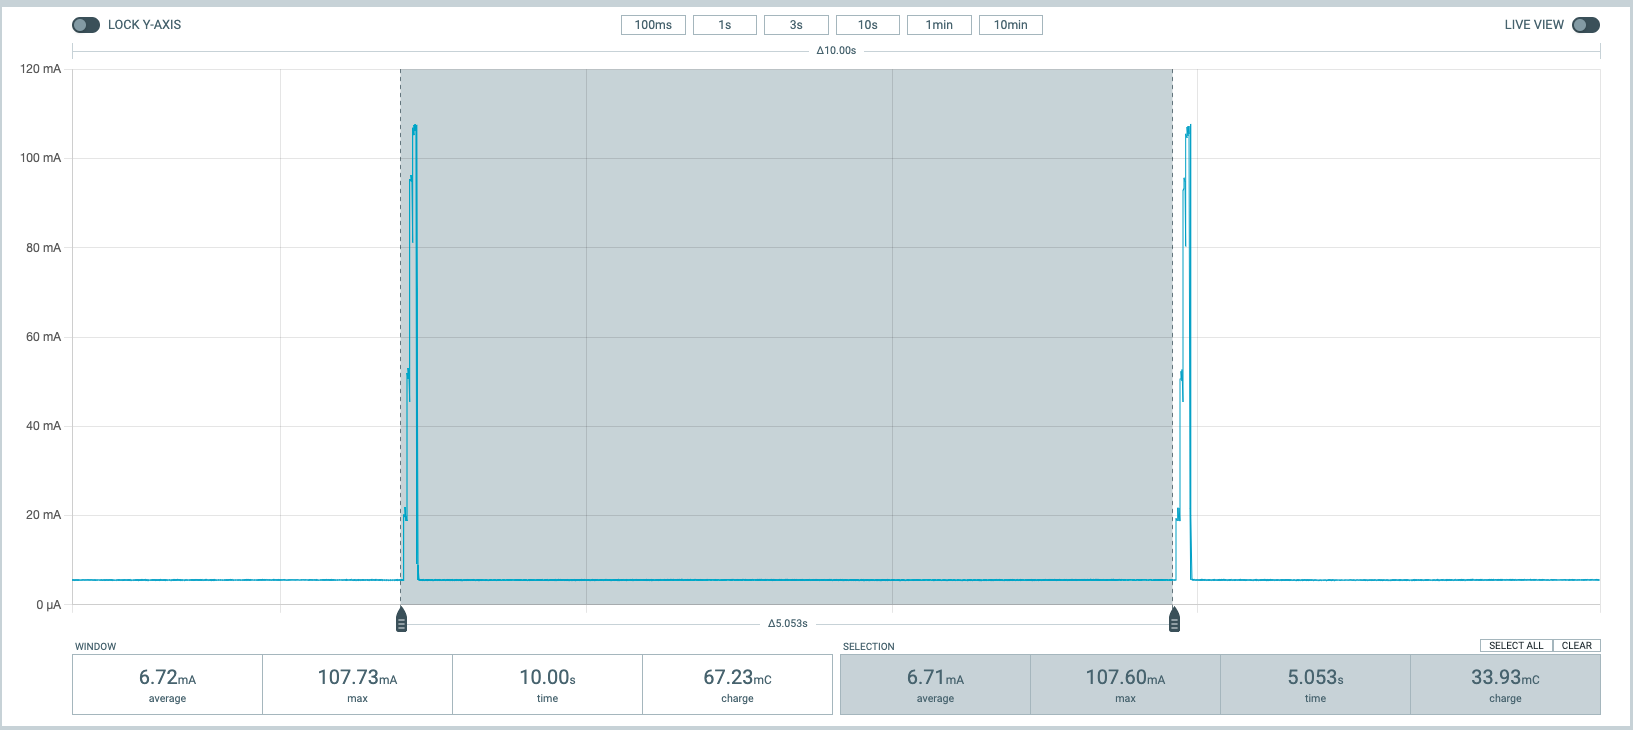 LOCK Y-AXIS 100ms 1s 3s 10s 1min 10min LIVE VIEW
Δ10.00s
120 mA
100 mA
80 mA
60 mA
40 mA
20 mA
0 µA
Δ5.053s
WINDOW SELECTION SELECT ALL CLEAR
6.72mA 107.73mA 10.00s 67.23mC 6.71mA 107.60mA 5.053s 33.93mC
average max time charge average max time charge